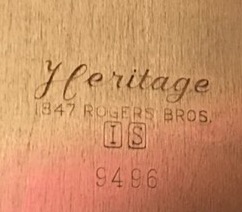 Heritage
1847 ROGERS BROS.
IS
9496